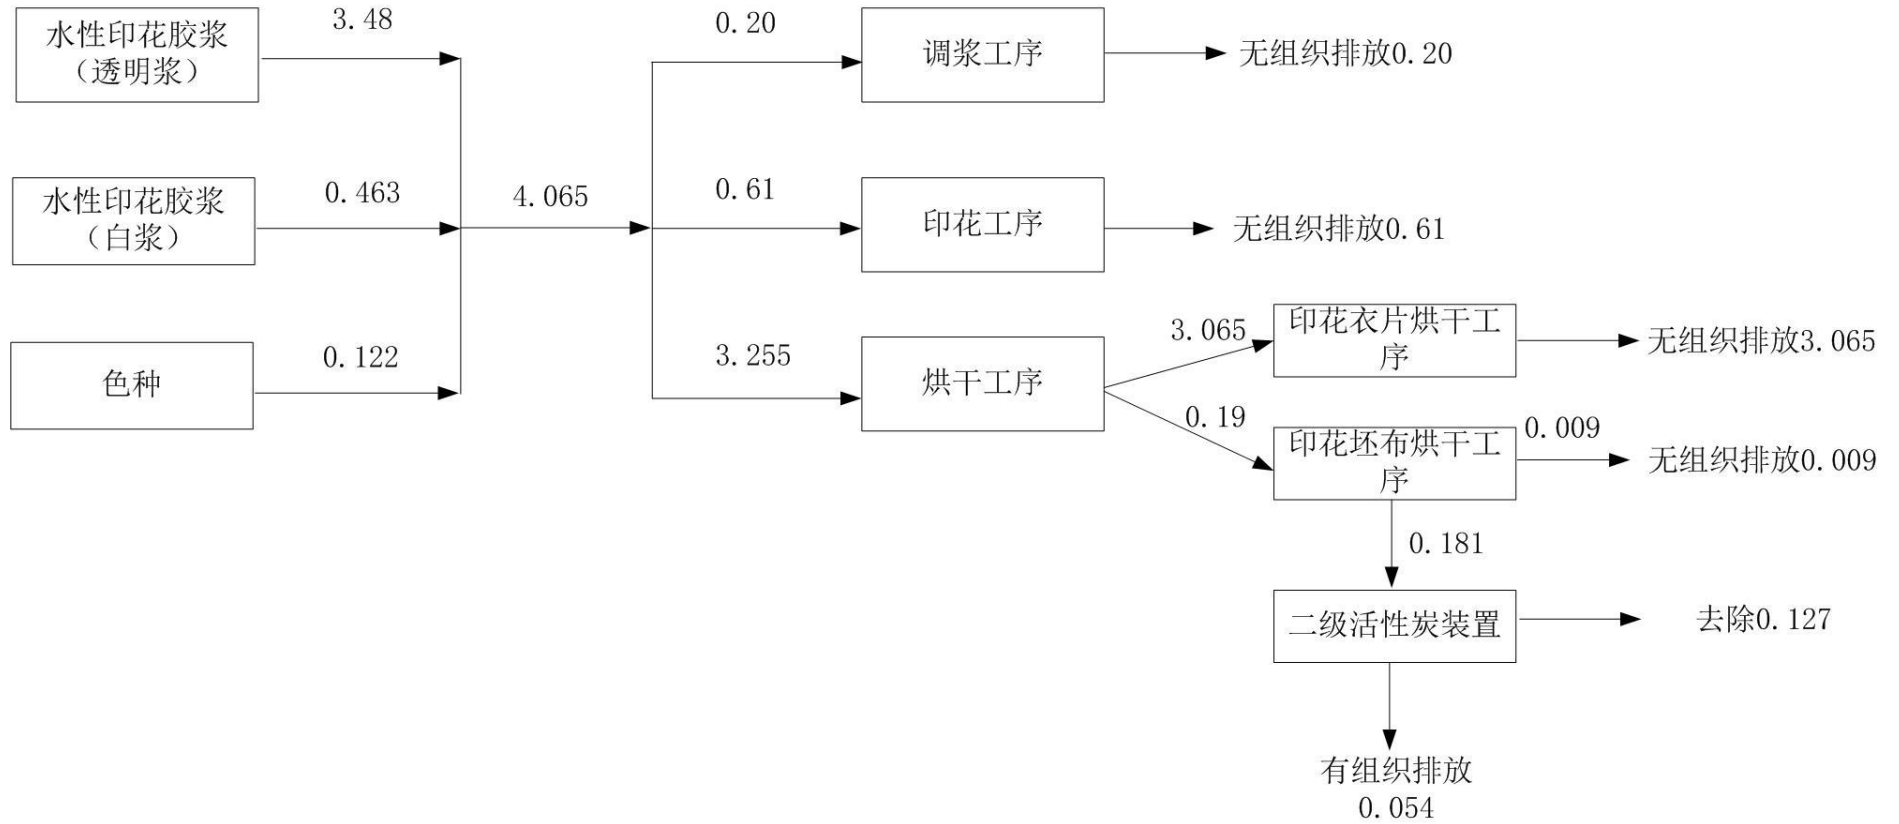 水性印花胶浆
（透明浆）
3.48
水性印花胶浆
（白浆）
0.463
色种
0.122
4.065
0.20
调浆工序
无组织排放0.20
0.61
印花工序
无组织排放0.61
3.255
烘干工序
3.065
印花衣片烘干工
序
无组织排放3.065
0.19
印花坯布烘干工
序
0.009
无组织排放0.009
0.181
二级活性炭装置
去除0.127
有组织排放
0.054